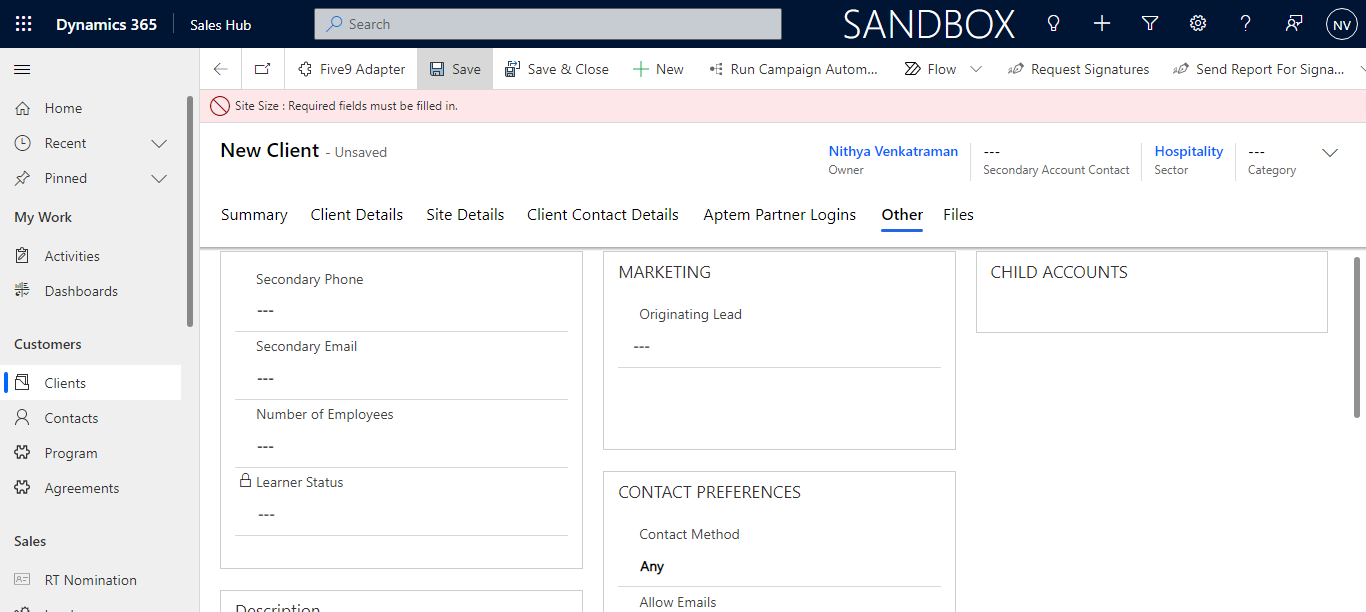 Dynamics 365
Sales Hub
Search
SANDBOX
NV
Five9 Adapter
Save
Save & Close
New
Run Campaign Autom...
Flow
Request Signatures
Send Report For Signa...
Site Size : Required fields must be filled in.
Home
Recent
Pinned
My Work
Activities
Dashboards
Customers
Clients
Contacts
Program
Agreements
Sales
RT Nomination
New Client - Unsaved
Nithya Venkatraman
Owner
---
Secondary Account Contact
Hospitality
Sector
---
Category
Summary
Client Details
Site Details
Client Contact Details
Aptem Partner Logins
Other
Files
Secondary Phone
---
Secondary Email
---
Number of Employees
---
Learner Status
---
Description
MARKETING
Originating Lead
---
CONTACT PREFERENCES
Contact Method
Any
Allow Emails
CHILD ACCOUNTS